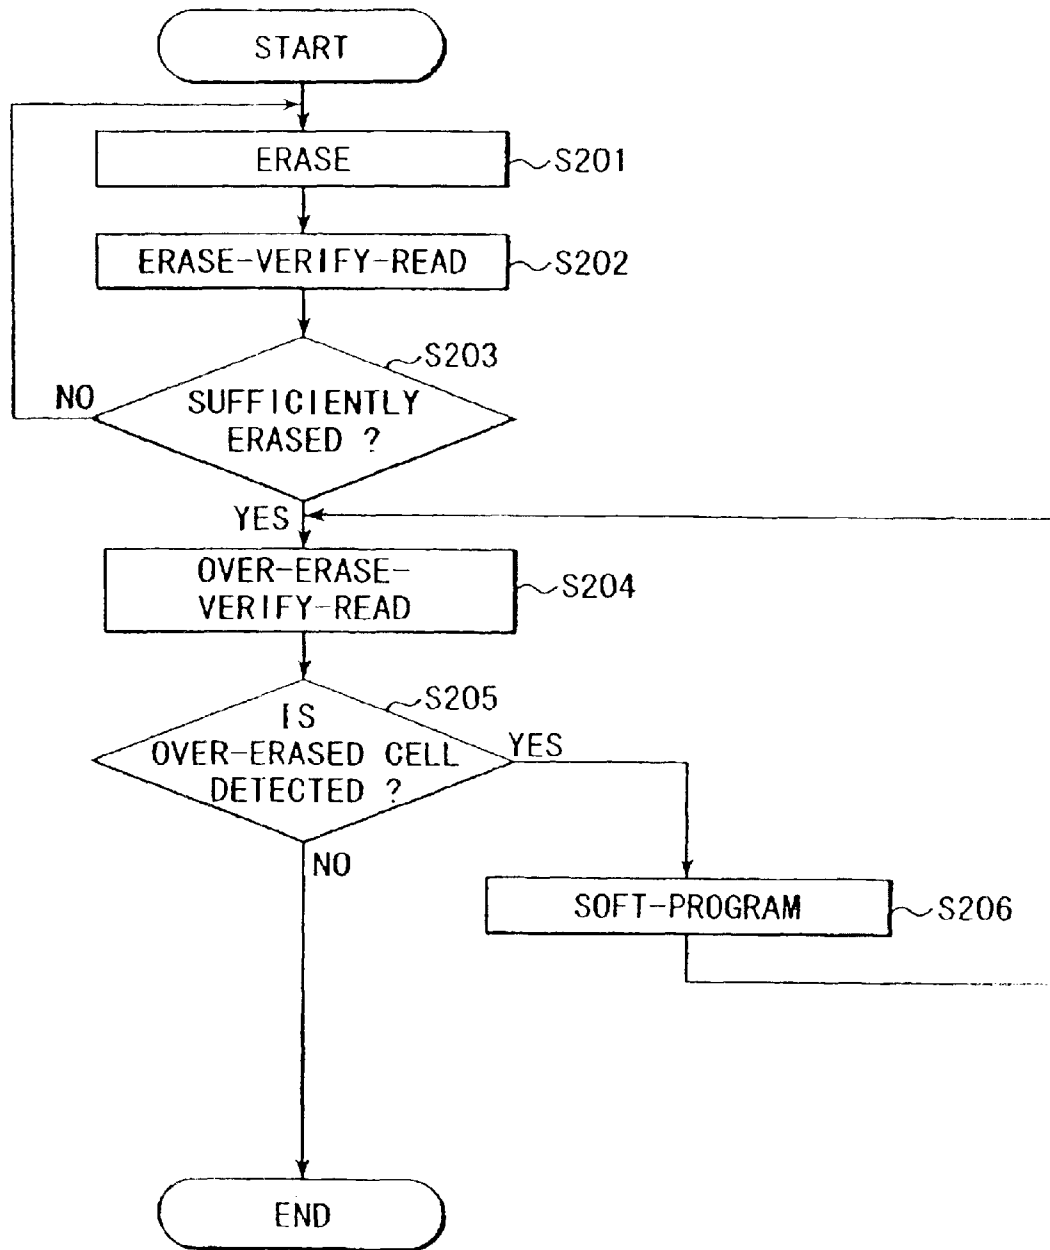 START
ERASE
S201
ERASE-VERIFY-READ
S202
S203
NO
SUFFICIENTLY
ERASED ?
YES
OVER-ERASE-
VERIFY-READ
S204
S205
IS
OVER-ERASED CELL
DETECTED ?
YES
NO
SOFT-PROGRAM
S206
END